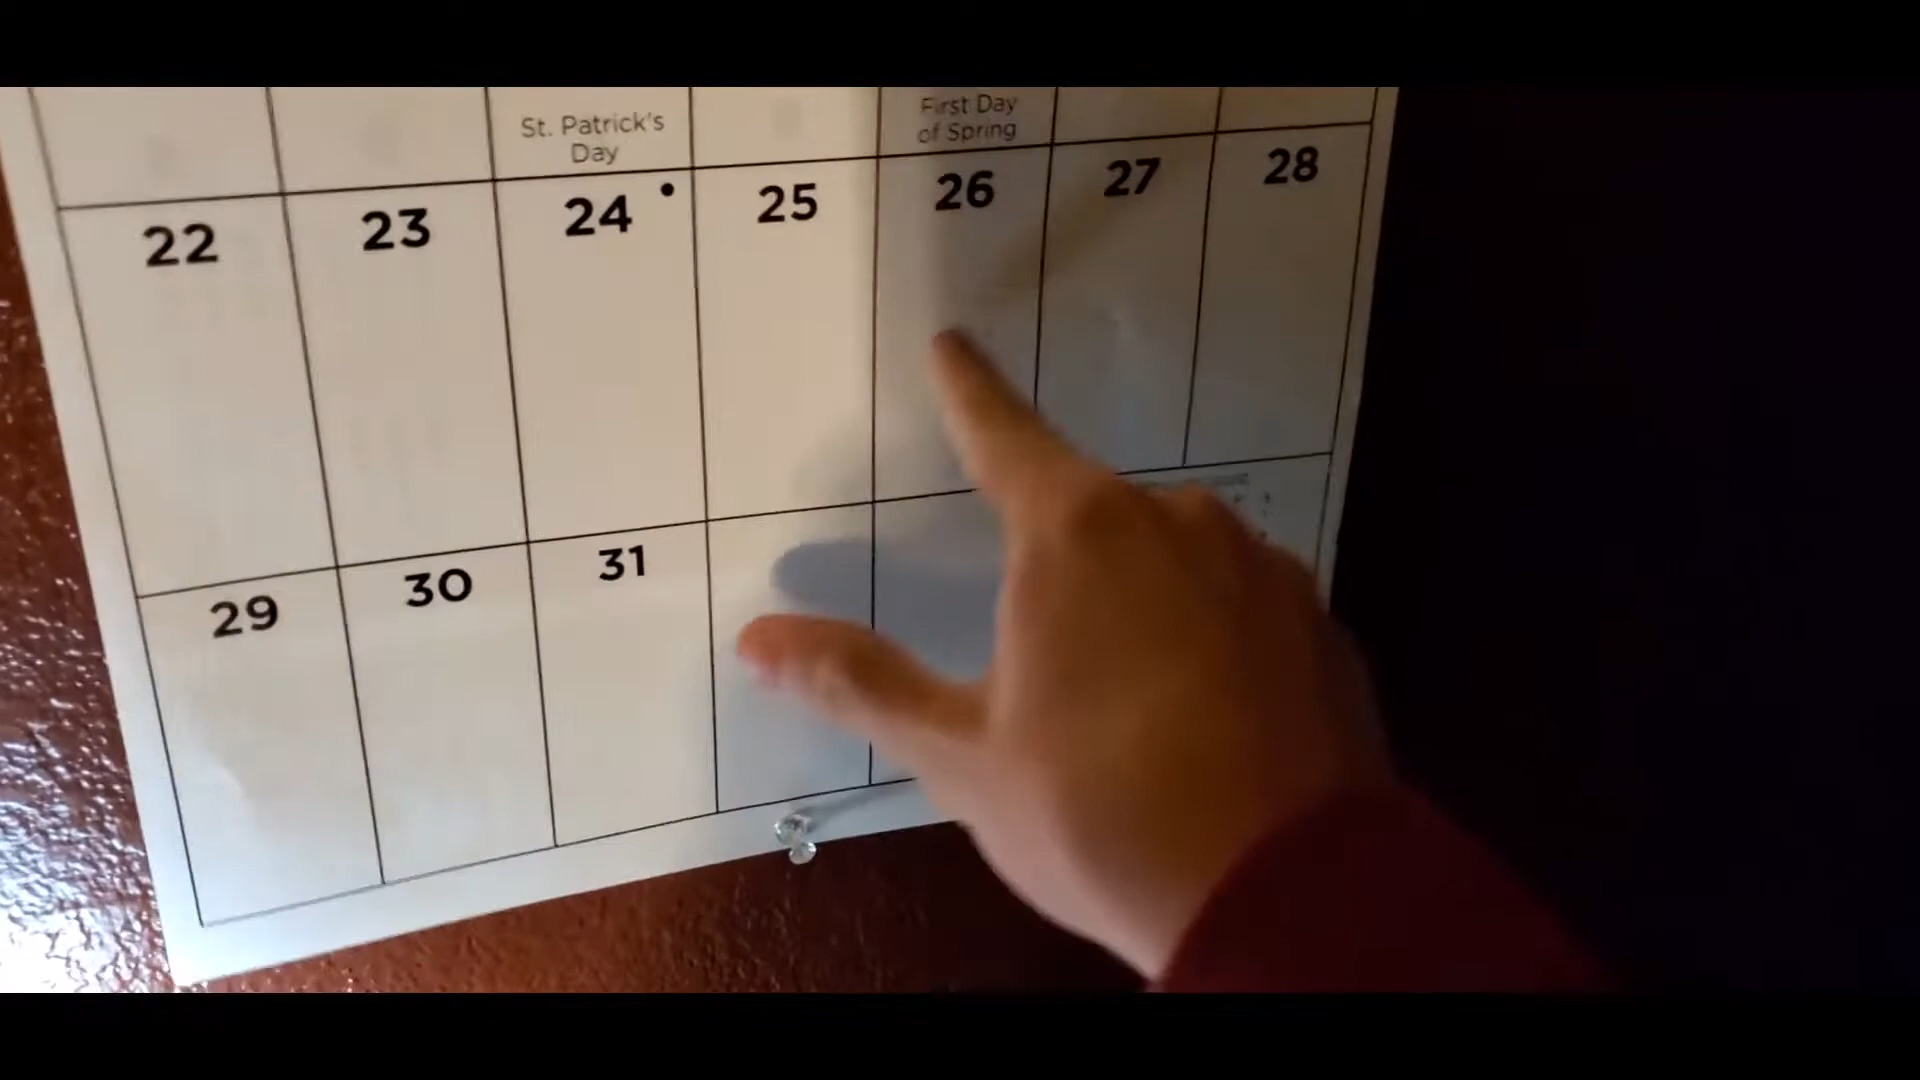 St. Patrick's
Day
First Day
of Spring
22 23 24 25 26 27 28
29 30 31